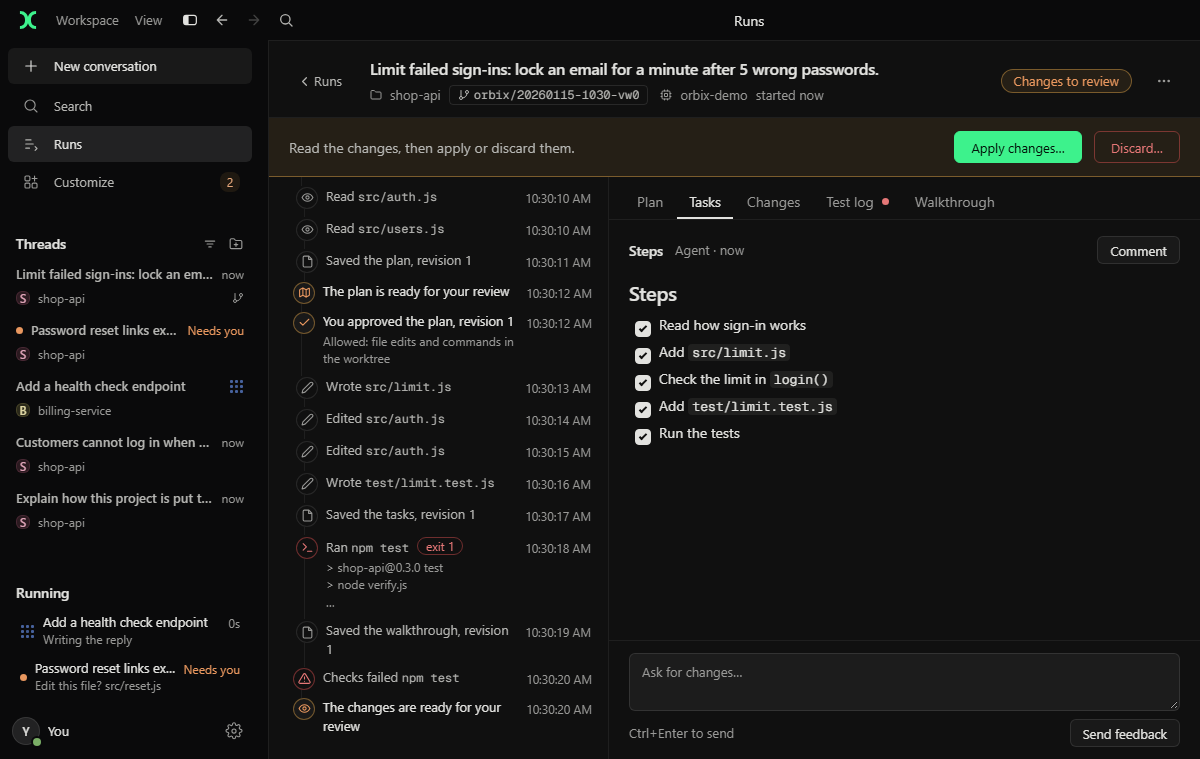 Workspace View
Runs
New conversation
Search
Runs
Customize 2
Threads
Limit failed sign-ins: lock an em... now
S shop-api
Password reset links ex... Needs you
S shop-api
Add a health check endpoint
B billing-service
Customers cannot log in when ... now
S shop-api
Explain how this project is put t... now
S shop-api
Running
Add a health check endpoint 0s
Writing the reply
Password reset links ex... Needs you
Edit this file? src/reset.js
Y You
Runs
Limit failed sign-ins: lock an email for a minute after 5 wrong passwords.
shop-api orbix/20260115-1030-vw0 orbix-demo started now
Changes to review
Read the changes, then apply or discard them.
Apply changes...
Discard...
Read src/auth.js 10:30:10 AM
Read src/users.js 10:30:10 AM
Saved the plan, revision 1 10:30:11 AM
The plan is ready for your review 10:30:12 AM
You approved the plan, revision 1 10:30:12 AM
Allowed: file edits and commands in
the worktree
Wrote src/limit.js 10:30:13 AM
Edited src/auth.js 10:30:14 AM
Edited src/auth.js 10:30:15 AM
Wrote test/limit.test.js 10:30:16 AM
Saved the tasks, revision 1 10:30:17 AM
Ran npm test exit 1 10:30:18 AM
> shop-api@0.3.0 test
> node verify.js
...
Saved the walkthrough, revision 10:30:19 AM
1
Checks failed npm test 10:30:20 AM
The changes are ready for your 10:30:20 AM
review
Plan Tasks Changes Test log Walkthrough
Steps Agent · now
Comment
Steps
Read how sign-in works
Add src/limit.js
Check the limit in login()
Add test/limit.test.js
Run the tests
Ask for changes...
Ctrl+Enter to send
Send feedback